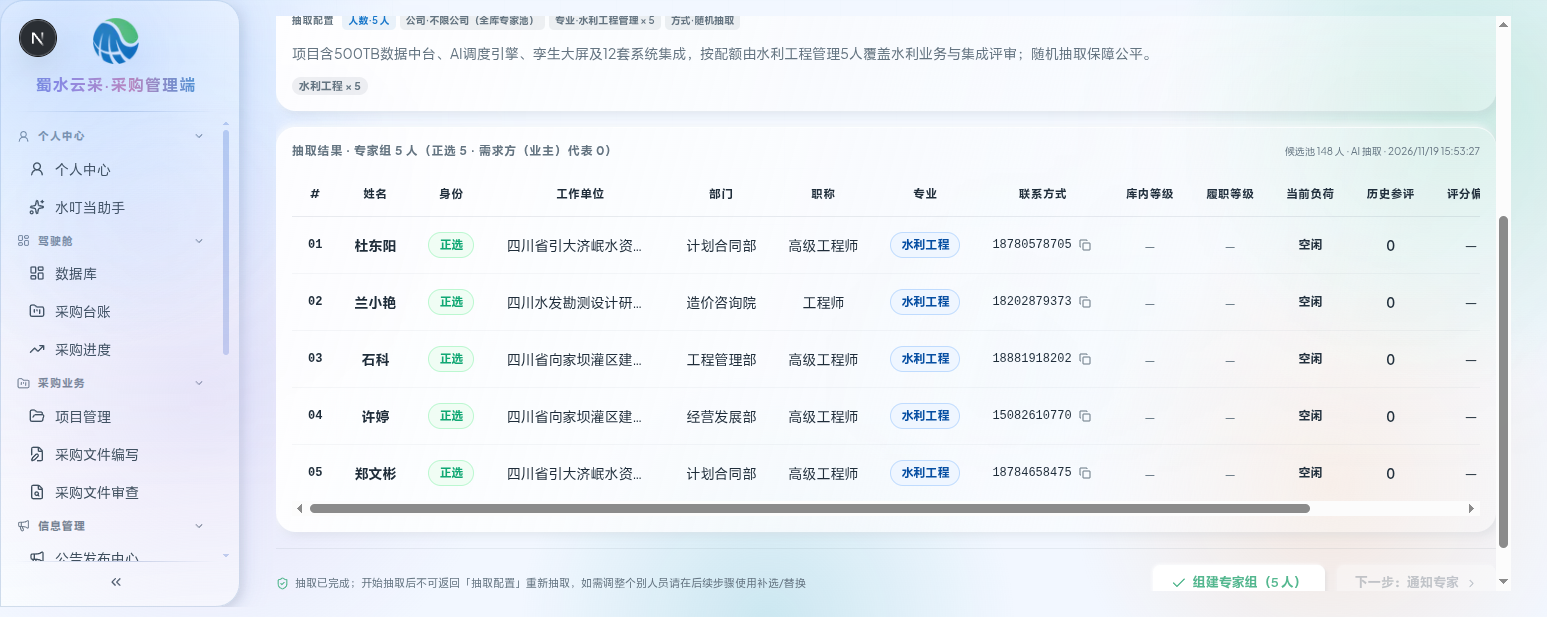 N
蜀水云采·采购管理端
个人中心
个人中心
水叮当助手
驾驶舱
数据库
采购台账
采购进度
采购业务
项目管理
采购文件编写
采购文件审查
信息管理
公告发布中心
«
抽取配置 人数·5人 公司·不限公司（全库专家池） 专业·水利工程管理×5 方式·随机抽取
项目含500TB数据中台、AI调度引擎、孪生大屏及12套系统集成，按配额由水利工程管理5人覆盖水利业务与集成评审；随机抽取保障公平。
水利工程×5
抽取结果·专家组5人（正选5·需求方（业主）代表0） 候选池148人·AI抽取·2026/11/19 15:53:27
# 姓名 身份 工作单位 部门 职称 专业 联系方式 库内等级 履职等级 当前负荷 历史参评 评分偏
01 杜东阳 正选 四川省引大济岷水资... 计划合同部 高级工程师 水利工程 18780578705 — — 空闲 0 —
02 兰小艳 正选 四川水发勘测设计研... 造价咨询院 工程师 水利工程 18202879373 — — 空闲 0 —
03 石科 正选 四川省向家坝灌区建... 工程管理部 高级工程师 水利工程 18881918202 — — 空闲 0 —
04 许婷 正选 四川省向家坝灌区建... 经营发展部 高级工程师 水利工程 15082610770 — — 空闲 0 —
05 郑文彬 正选 四川省引大济岷水资... 计划合同部 高级工程师 水利工程 18784658475 — — 空闲 0 —
抽取已完成；开始抽取后不可返回「抽取配置」重新抽取，如需调整个别人员请在后续步骤使用补选/替换
组建专家组（5人） 下一步：通知专家